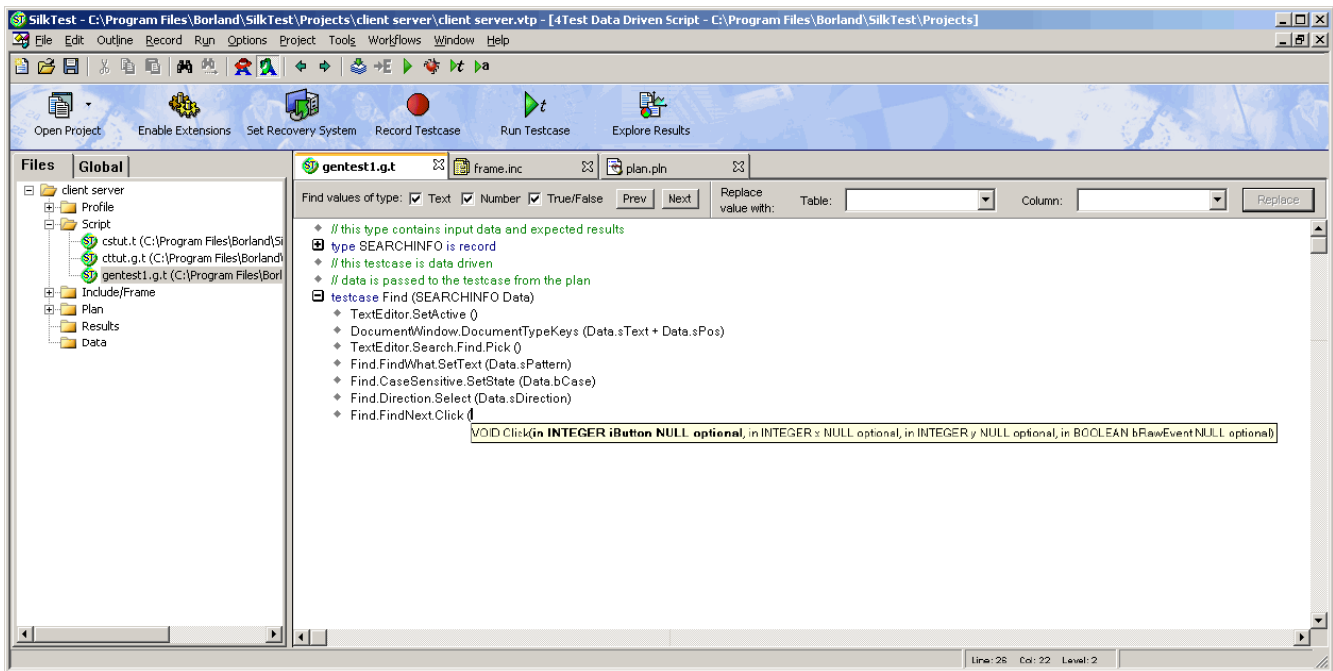 SilkTest - C:\Program Files\Borland\SilkTest\Projects\client server\client server.vtp - [4Test Data Driven Script - C:\Program Files\Borland\SilkTest\Projects]
File Edit Outline Record Run Options Project Tools Workflows Window Help
Open Project Enable Extensions Set Recovery System Record Testcase Run Testcase Explore Results
Files Global
client server
Profile
Script
cstut.t (C:\Program Files\Borland\Si
cttut.g.t (C:\Program Files\Borland\
gentest1.g.t (C:\Program Files\Borl
Include/Frame
Plan
Results
Data
gentest1.g.t frame.inc plan.pln
Find values of type: Text Number True/False Prev Next Replace value with: Table: Column: Replace
// this type contains input data and expected results
type SEARCHINFO is record
// this testcase is data driven
// data is passed to the testcase from the plan
testcase Find (SEARCHINFO Data)
TextEditor.SetActive ()
DocumentWindow.DocumentTypeKeys (Data.sText + Data.sPos)
TextEditor.Search.Find.Pick ()
Find.FindWhat.SetText (Data.sPattern)
Find.CaseSensitive.SetState (Data.bCase)
Find.Direction.Select (Data.sDirection)
Find.FindNext.Click (
VOID Click(in INTEGER iButton NULL optional, in INTEGER x NULL optional, in INTEGER y NULL optional, in BOOLEAN bRawEvent NULL optional)
Line: 26 Col: 22 Level: 2